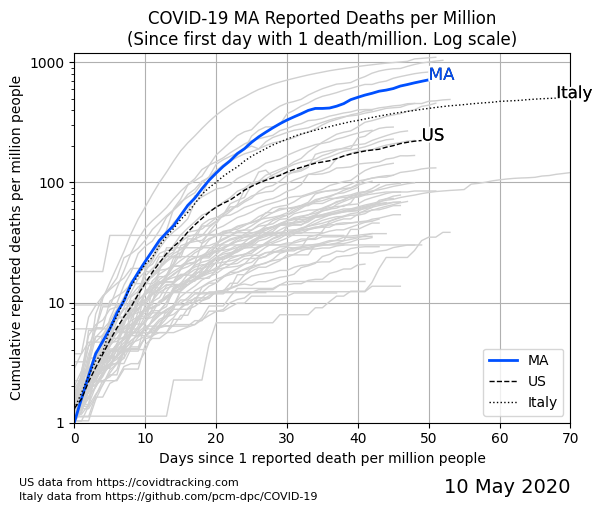 COVID-19 MA Reported Deaths per Million
(Since first day with 1 death/million. Log scale)
Cumulative reported deaths per million people
1000
100
10
1
MA
Italy
US
MA
US
Italy
0 10 20 30 40 50 60 70
Days since 1 reported death per million people
US data from https://covidtracking.com
Italy data from https://github.com/pcm-dpc/COVID-19
10 May 2020